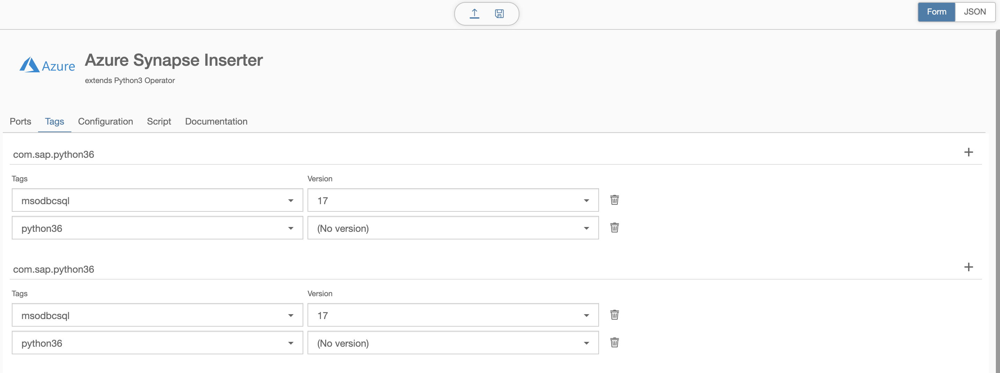 Form JSON
Azure
Azure Synapse Inserter
extends Python3 Operator
Ports Tags Configuration Script Documentation
com.sap.python36
Tags Version
msodbcsql 17
python36 (No version)
com.sap.python36
Tags Version
msodbcsql 17
python36 (No version)